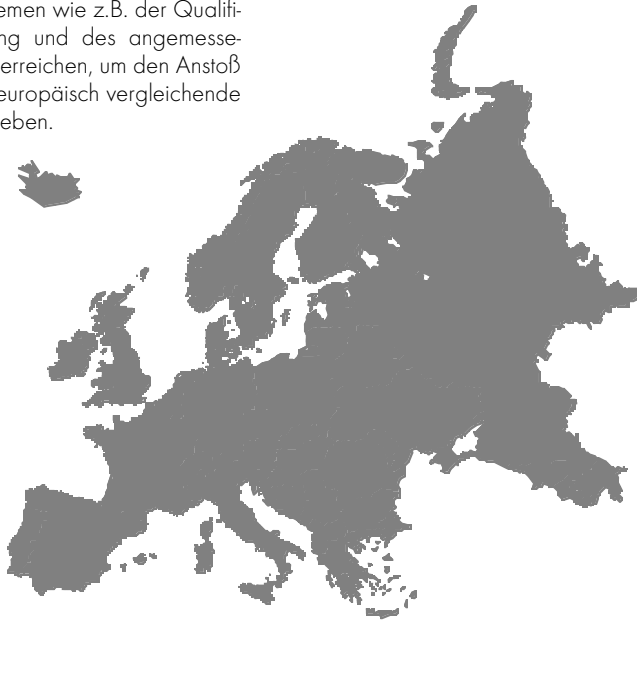 emen wie z.B. der Qualifi-
ng und des angemesse-
erreichen, um den Anstoß
europäisch vergleichende
eben.